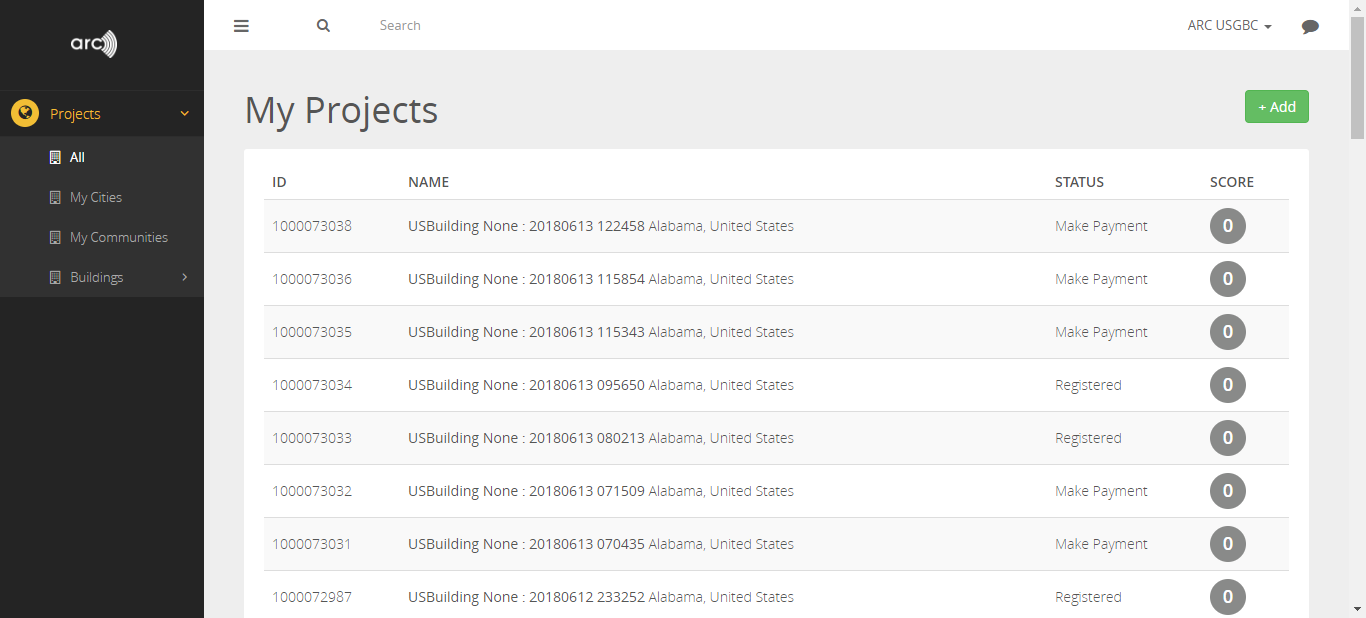 arc
Search
ARC USGBC
Projects
All
My Cities
My Communities
Buildings
My Projects
+ Add
ID NAME STATUS SCORE
1000073038 USBuilding None : 20180613 122458 Alabama, United States Make Payment 0
1000073036 USBuilding None : 20180613 115854 Alabama, United States Make Payment 0
1000073035 USBuilding None : 20180613 115343 Alabama, United States Make Payment 0
1000073034 USBuilding None : 20180613 095650 Alabama, United States Registered 0
1000073033 USBuilding None : 20180613 080213 Alabama, United States Registered 0
1000073032 USBuilding None : 20180613 071509 Alabama, United States Make Payment 0
1000073031 USBuilding None : 20180613 070435 Alabama, United States Make Payment 0
1000072987 USBuilding None : 20180612 233252 Alabama, United States Registered 0